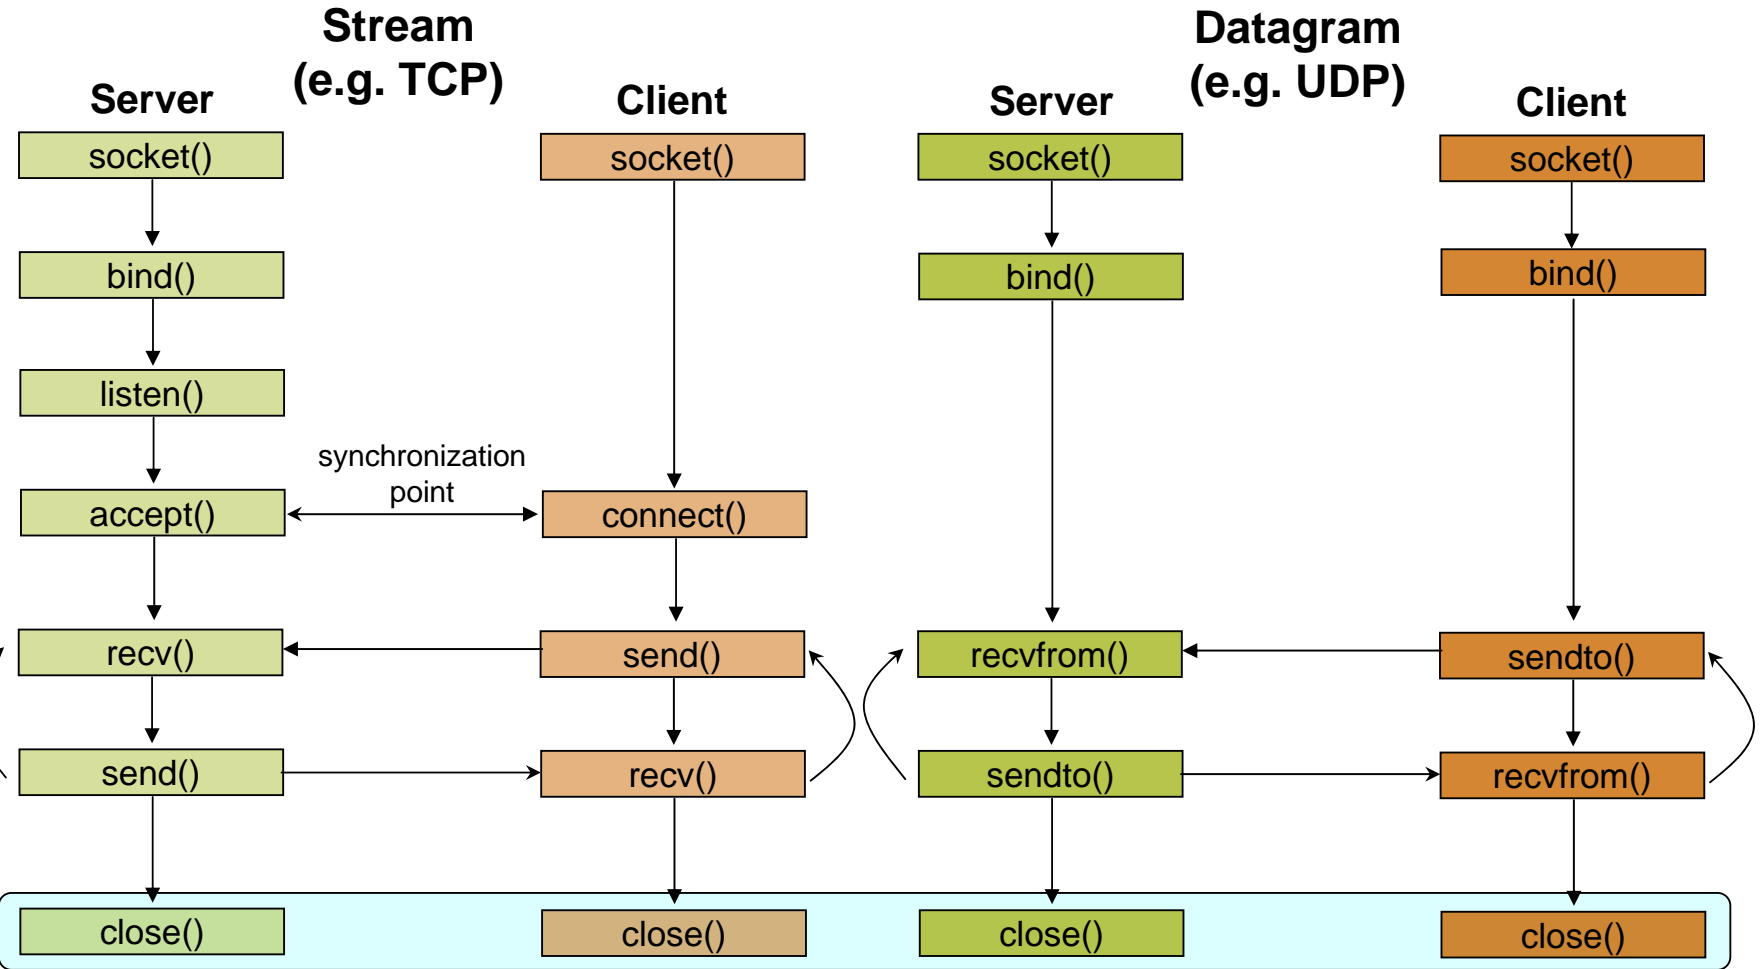 Stream
(e.g. TCP)
Server
Client
socket()
socket()
bind()
listen()
synchronization
point
accept()
connect()
recv()
send()
send()
recv()
close()
close()
Datagram
(e.g. UDP)
Server
Client
socket()
socket()
bind()
bind()
recvfrom()
sendto()
sendto()
recvfrom()
close()
close()